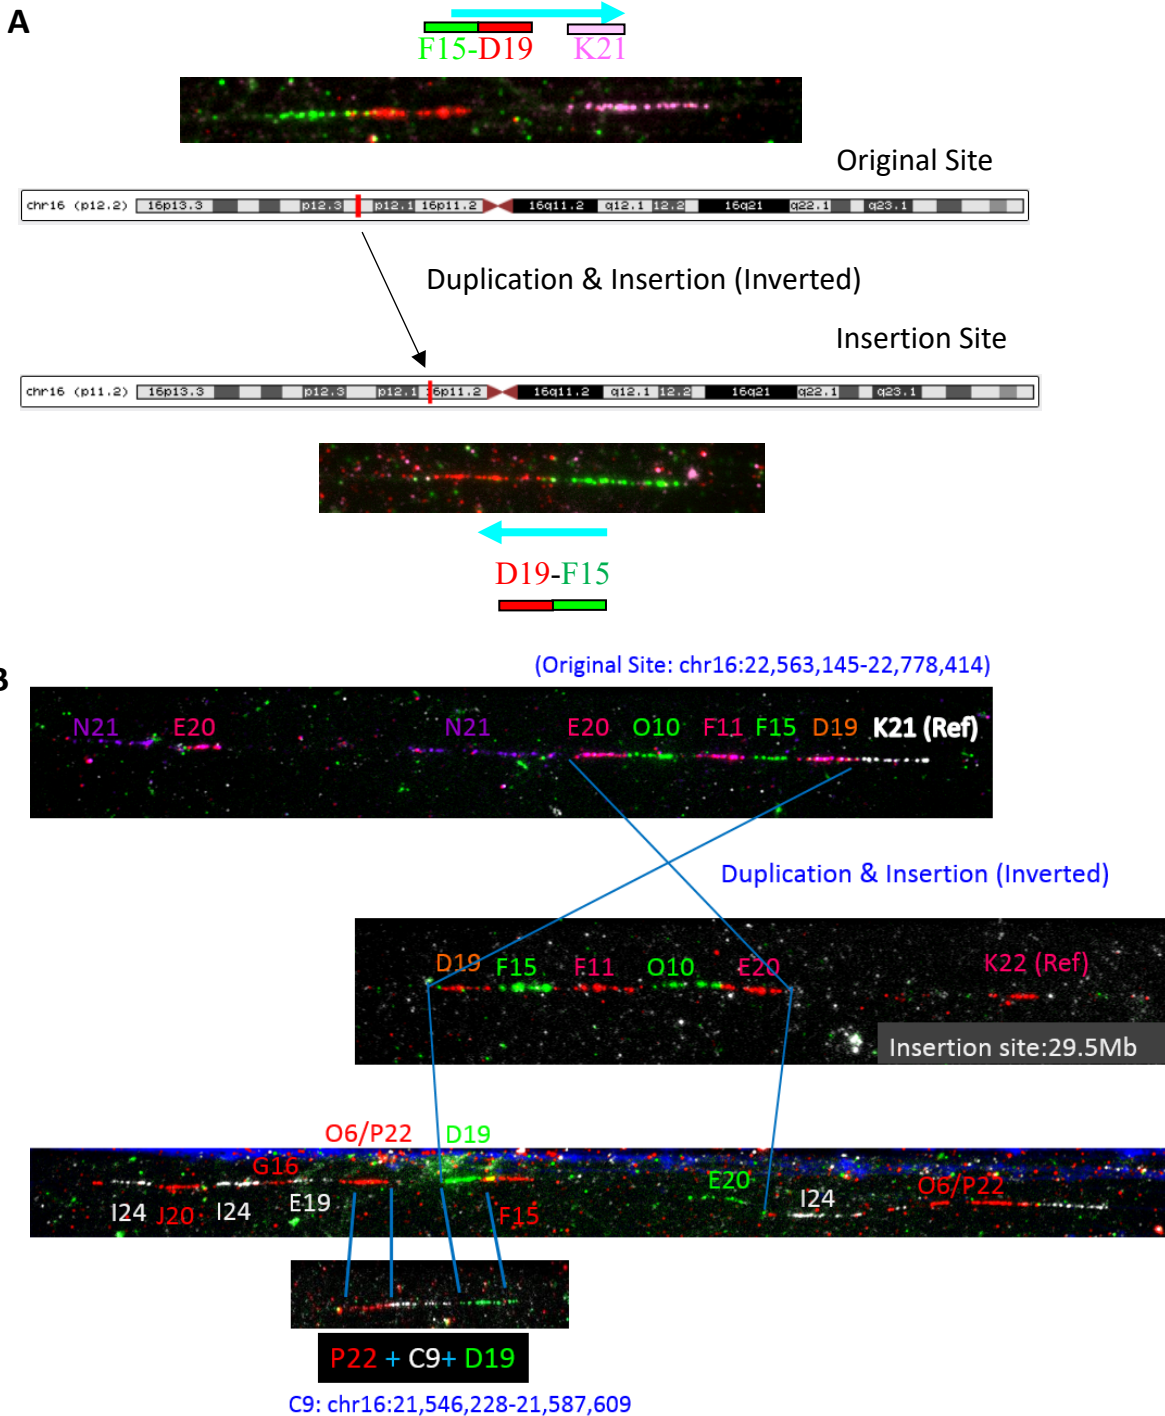 A
F15-D19 K21
Original Site
chr16 (p12.2) 16p13.3 p12.3 p12.1 16p11.2 16q11.2 q12.1 12.2 16q21 q22.1 q23.1
Duplication & Insertion (Inverted)
Insertion Site
chr16 (p11.2) 16p13.3 p12.3 p12.1 6p11.2 16q11.2 q12.1 12.2 16q21 q22.1 q23.1
D19-F15
B
(Original Site: chr16:22,563,145-22,778,414)
N21 E20 N21 E20 O10 F11 F15 D19 K21 (Ref)
Duplication & Insertion (Inverted)
D19 F15 F11 O10 E20 K22 (Ref)
Insertion site:29.5Mb
O6/P22 D19
G16 E20 O6/P22
I24 J20 I24 E19 F15 I24
P22 + C9+ D19
C9: chr16:21,546,228-21,587,609